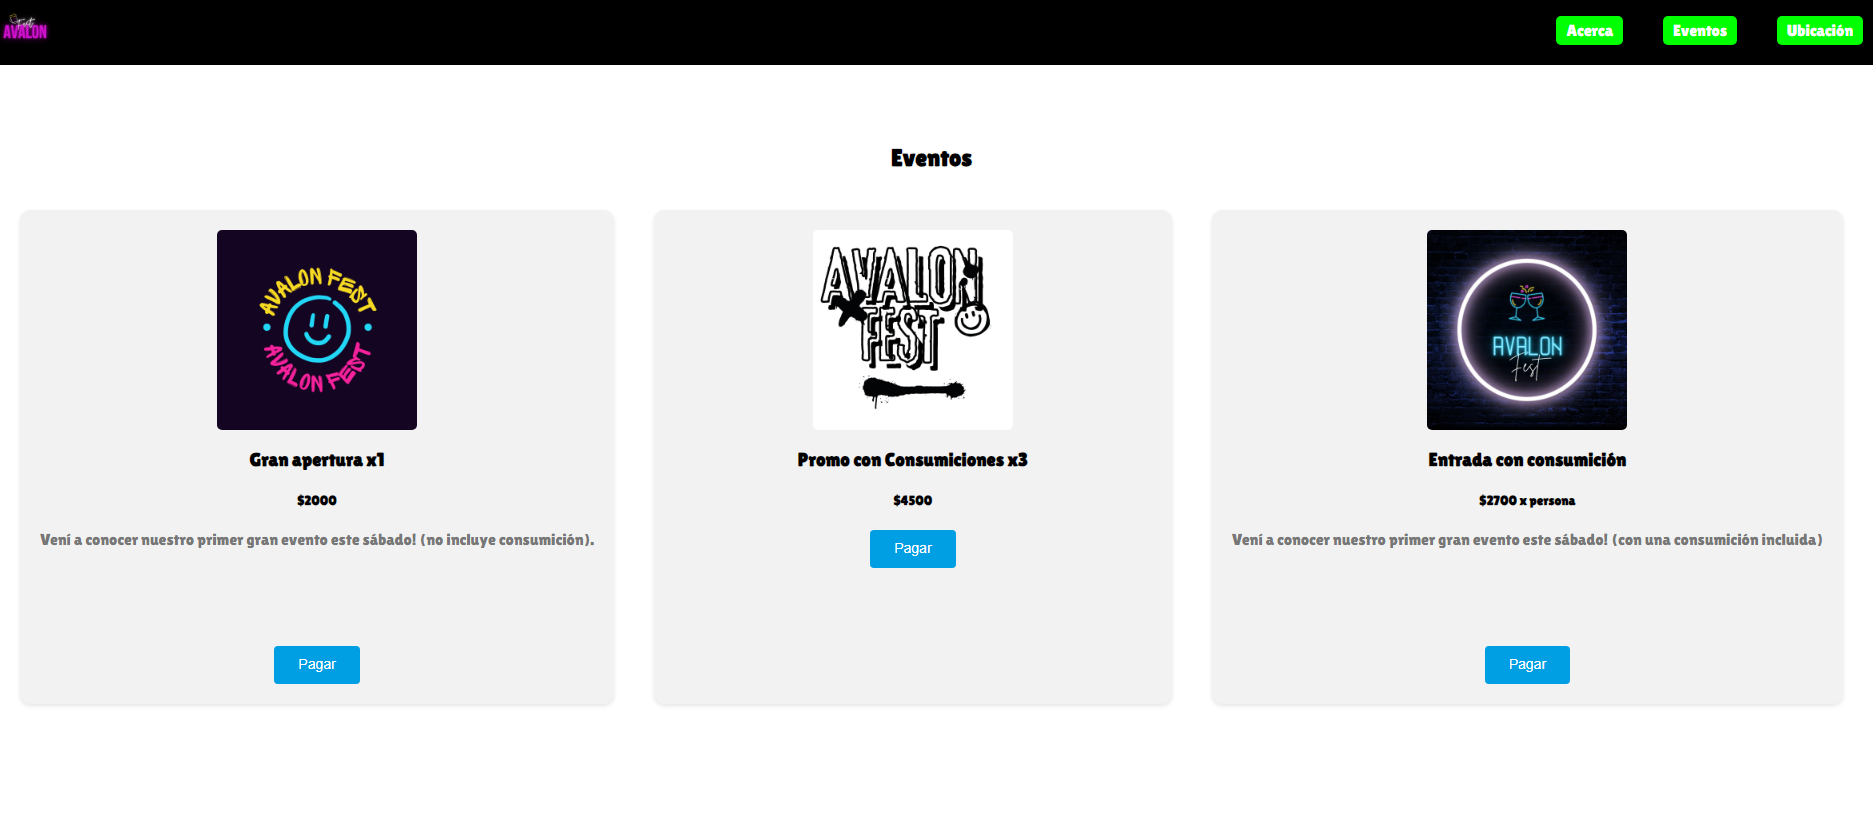 Fest
AVALON
Acerca
Eventos
Ubicación
Eventos
AVALON FEST
AVALON FEST
Gran apertura x1
$2000
Vení a conocer nuestro primer gran evento este sábado! (no incluye consumición).
Pagar
AVALON
FEST
Promo con Consumiciones x3
$4500
Pagar
AVALON
Fest
Entrada con consumición
$2700 x persona
Vení a conocer nuestro primer gran evento este sábado! (con una consumición incluida)
Pagar